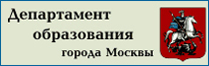 Департамент
образования
города Москвы